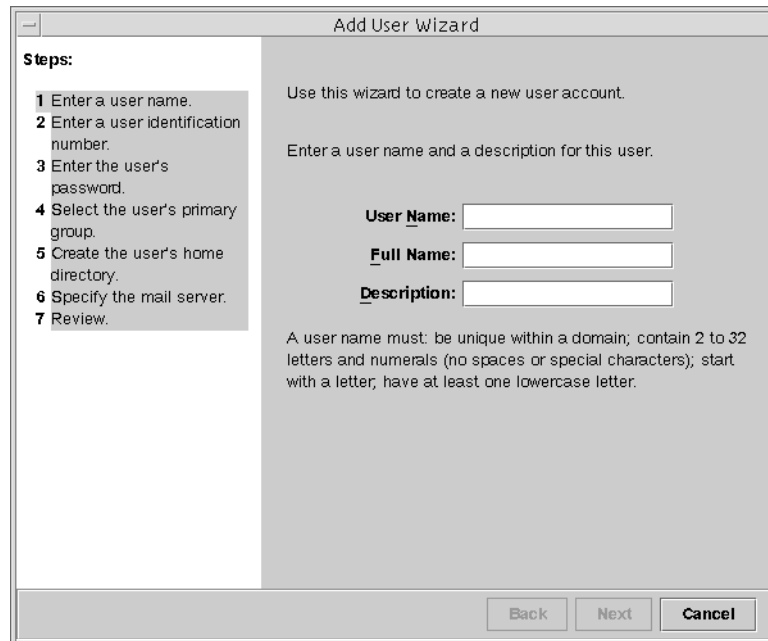 Add User Wizard
Steps:
1 Enter a user name.
2 Enter a user identification
number.
3 Enter the user's
password.
4 Select the user's primary
group.
5 Create the user's home
directory.
6 Specify the mail server.
7 Review.
Use this wizard to create a new user account.
Enter a user name and a description for this user.
User Name:
Full Name:
Description:
A user name must: be unique within a domain; contain 2 to 32
letters and numerals (no spaces or special characters); start
with a letter; have at least one lowercase letter.
Back
Next
Cancel